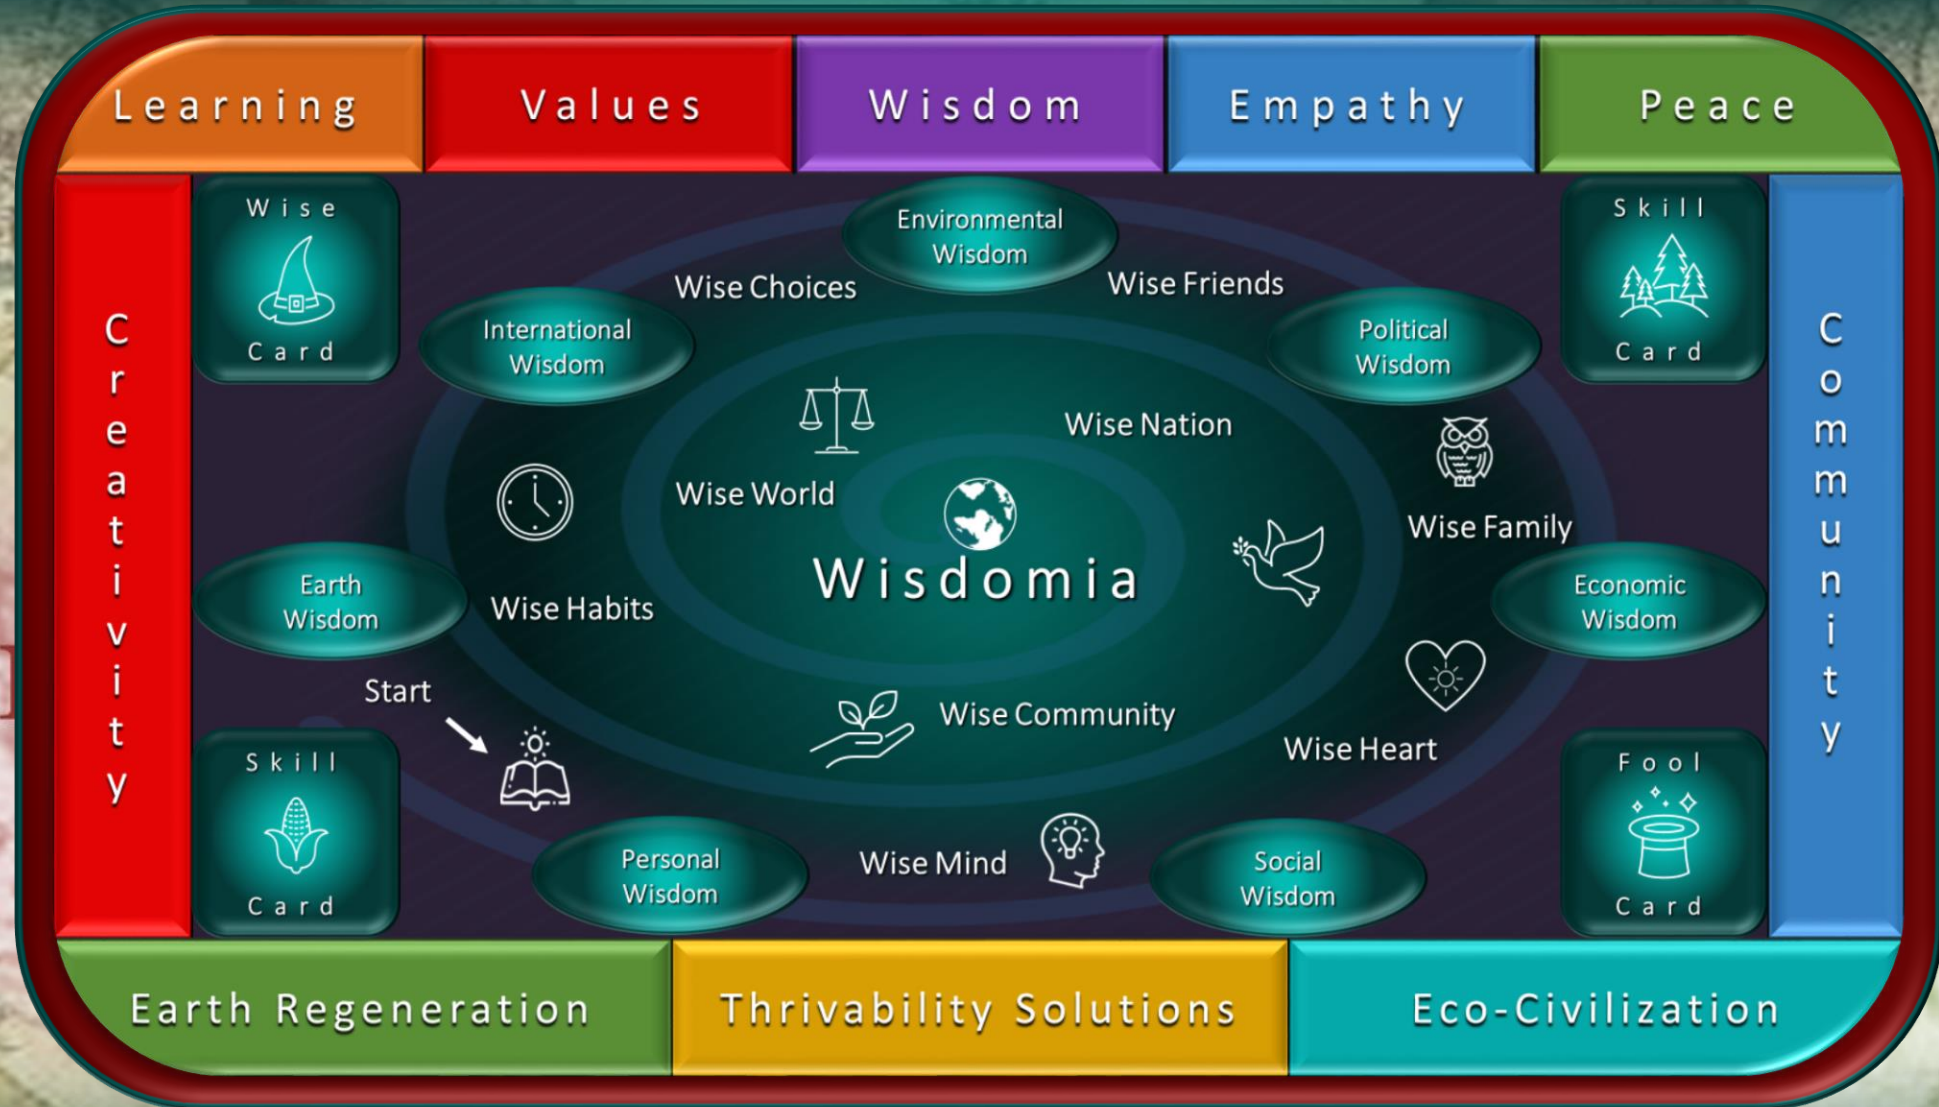 Learning
Values
Wisdom
Empathy
Peace
Creativity
Wise
Card
Environmental
Wisdom
Skill
Card
Community
Wise Choices
Wise Friends
International
Wisdom
Political
Wisdom
Wise Nation
Wise World
Wise Family
Wisdomia
Earth
Wisdom
Wise Habits
Economic
Wisdom
Start
Wise Community
Wise Heart
Skill
Card
Personal
Wisdom
Wise Mind
Social
Wisdom
Fool
Card
Earth Regeneration
Thrivability Solutions
Eco-Civilization